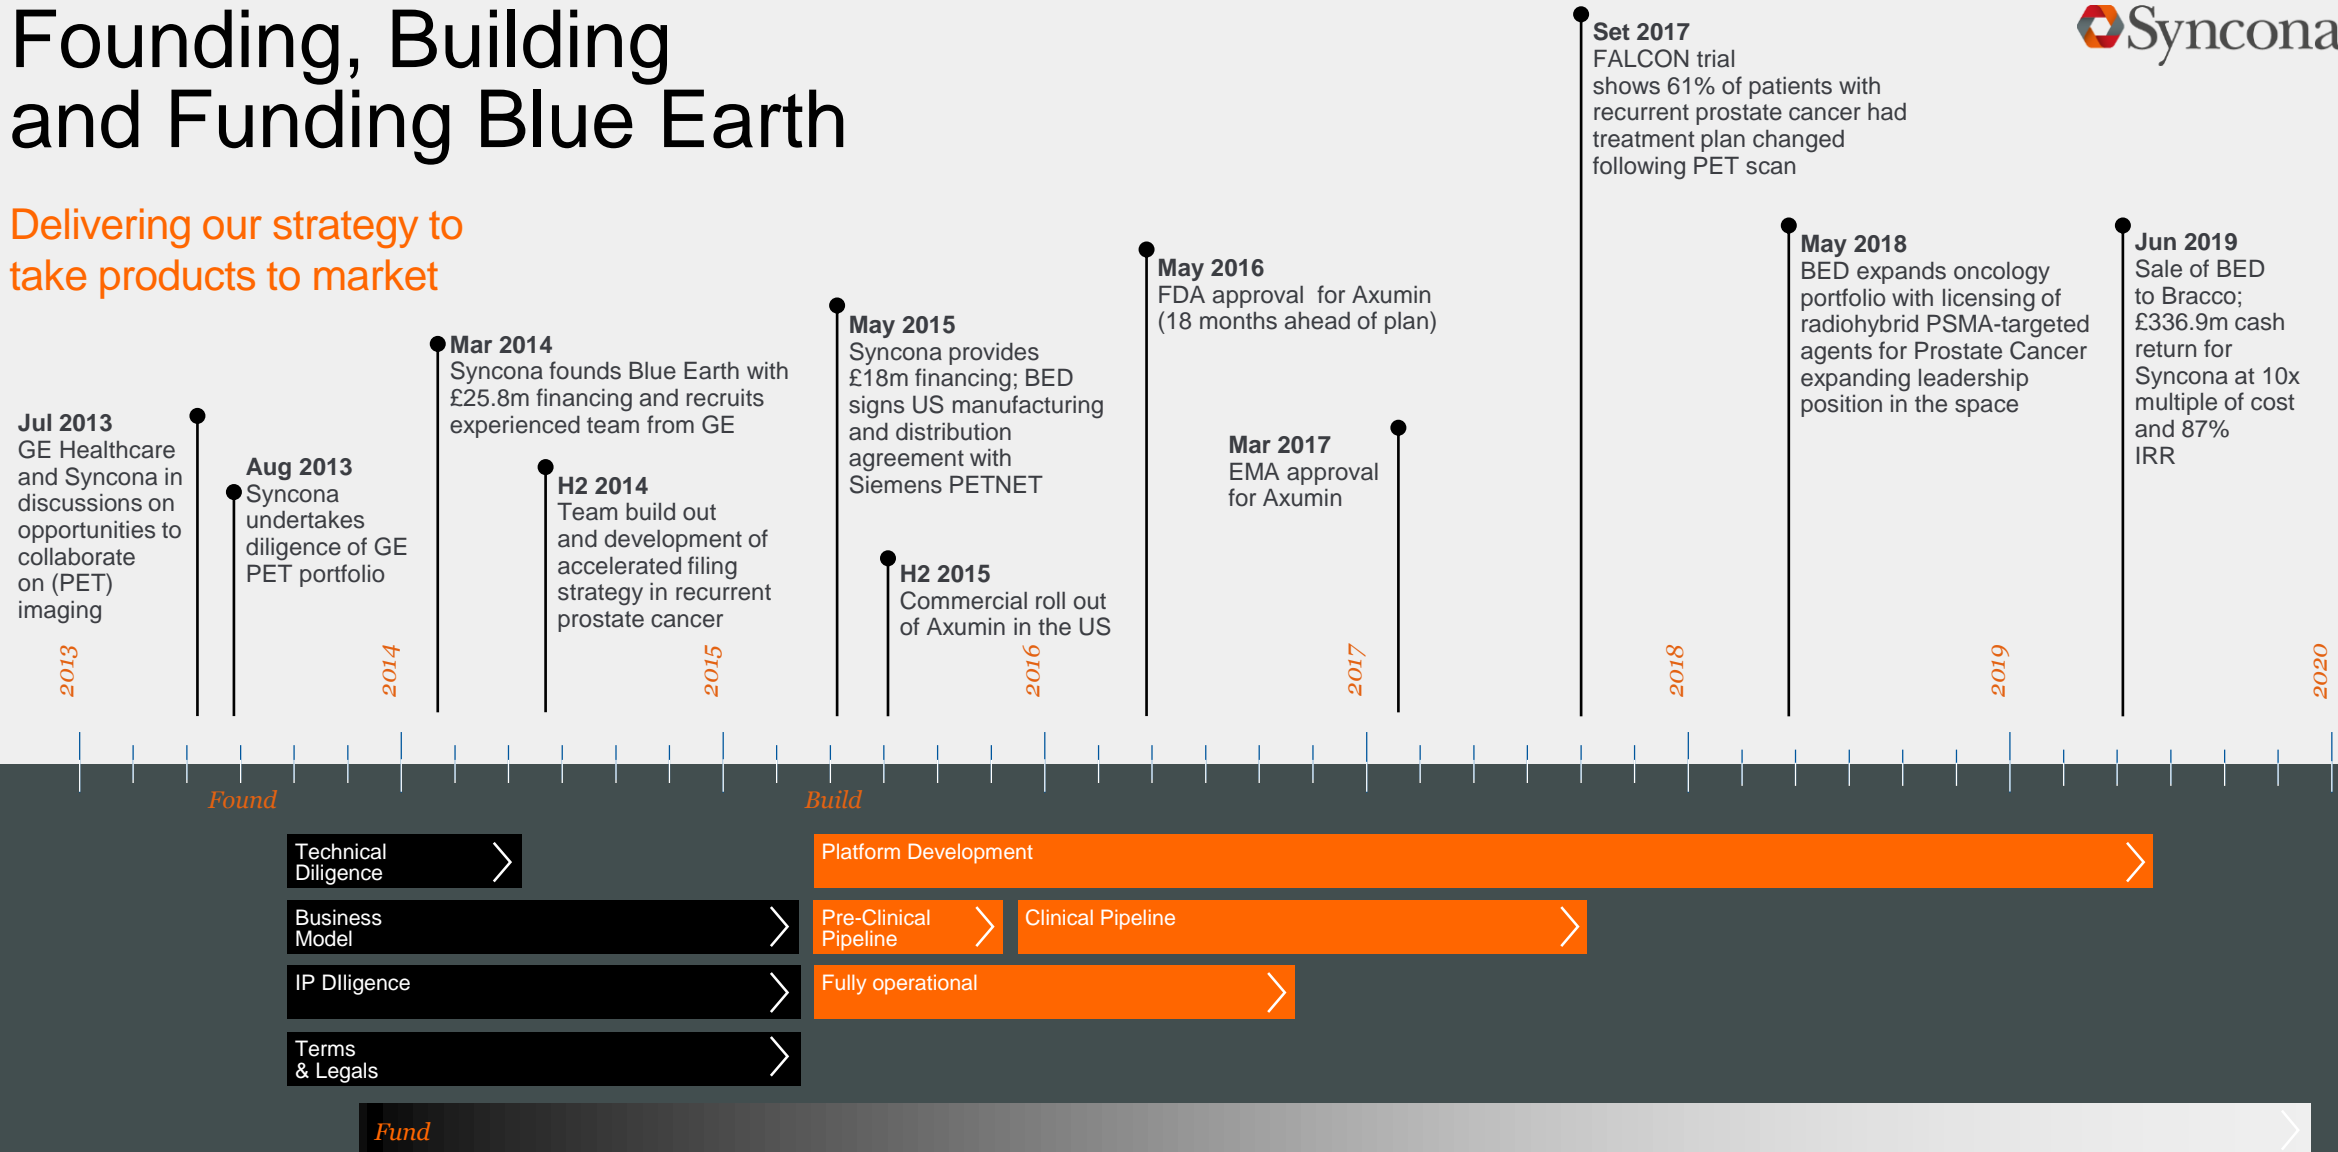 Founding, Building
and Funding Blue Earth
Syncona
Delivering our strategy to
take products to market
Jul 2013
GE Healthcare
and Syncona in
discussions on
opportunities to
collaborate
on (PET)
imaging
Aug 2013
Syncona
undertakes
diligence of GE
PET portfolio
Mar 2014
Syncona founds Blue Earth with
£25.8m financing and recruits
experienced team from GE
H2 2014
Team build out
and development of
accelerated filing
strategy in recurrent
prostate cancer
May 2015
Syncona provides
£18m financing; BED
signs US manufacturing
and distribution
agreement with
Siemens PETNET
H2 2015
Commercial roll out
of Axumin in the US
May 2016
FDA approval  for Axumin
(18 months ahead of plan)
Mar 2017
EMA approval
for Axumin
Set 2017
FALCON trial
shows 61% of patients with
recurrent prostate cancer had
treatment plan changed
following PET scan
May 2018
BED expands oncology
portfolio with licensing of
radiohybrid PSMA-targeted
agents for Prostate Cancer
expanding leadership
position in the space
Jun 2019
Sale of BED
to Bracco;
£336.9m cash
return for
Syncona at 10x
multiple of cost
and 87%
IRR
2013
2014
2015
2016
2017
2018
2019
2020
Found
Build
Technical
Diligence
Platform Development
Business
Model
Pre-Clinical
Pipeline
Clinical Pipeline
IP DIligence
Fully operational
Terms
& Legals
Fund